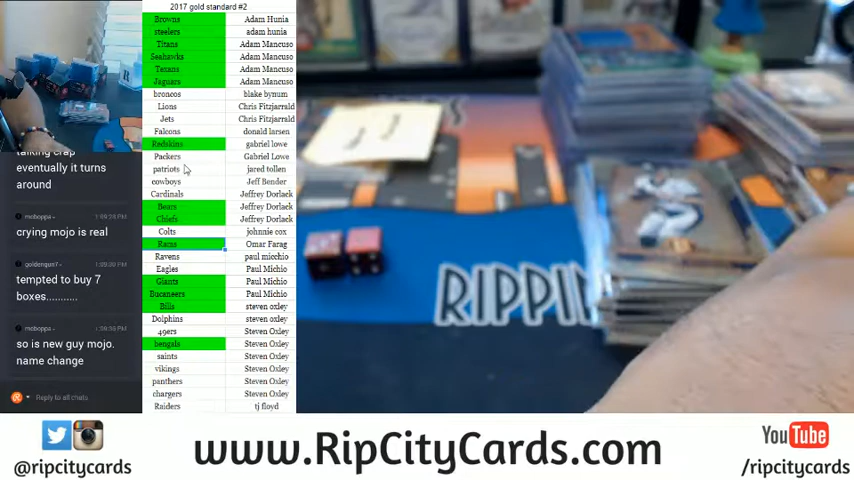 2017 gold standard #2
Browns Adam Hunia
steelers adam hunia
Titans Adam Mancuso
Seahawks Adam Mancuso
Texans Adam Mancuso
Jaguars Adam Mancuso
broncos blake bynum
Lions Chris Fitzjarrald
Jets Chris Fitzjarrald
Falcons donald larsen
Redskins gabriel lowe
Packers Gabriel Lowe
patriots jared tollen
cowboys Jeff Bender
Cardinals Jeffrey Dorlack
Bears Jeffrey Dorlack
Chiefs Jeffrey Dorlack
Colts johnnie cox
Rams Omar Farag
Ravens paul micchio
Eagles Paul Michio
Giants Paul Michio
Bucaneers Paul Michio
Bills steven oxley
Dolphins steven oxley
49ers Steven Oxley
bengals Steven Oxley
saints Steven Oxley
vikings Steven Oxley
panthers Steven Oxley
chargers Steven Oxley
Raiders tj floyd
talking crap
eventually it turns
around
moboppa
crying mojo is real
tempted to buy 7
boxes...........
moboppa
so is new guy mojo.
name change
Reply to all chats
RIPPIN
@ripcitycards
www.RipCityCards.com
YouTube
/ripcitycards